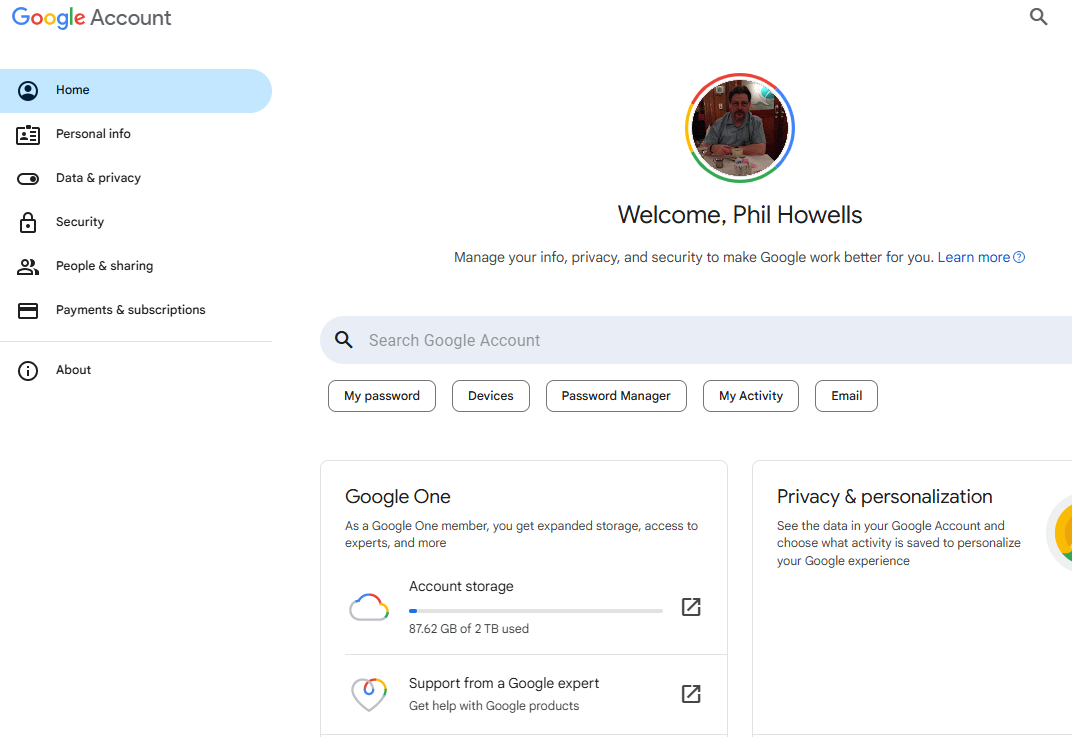 Google Account
Home
Personal info
Data & privacy
Security
People & sharing
Payments & subscriptions
About
Welcome, Phil Howells
Manage your info, privacy, and security to make Google work better for you. Learn more
Search Google Account
My password
Devices
Password Manager
My Activity
Email
Google One
As a Google One member, you get expanded storage, access to
experts, and more
Account storage
87.62 GB of 2 TB used
Support from a Google expert
Get help with Google products
Privacy & personalization
See the data in your Google Account and
choose what activity is saved to personalize
your Google experience